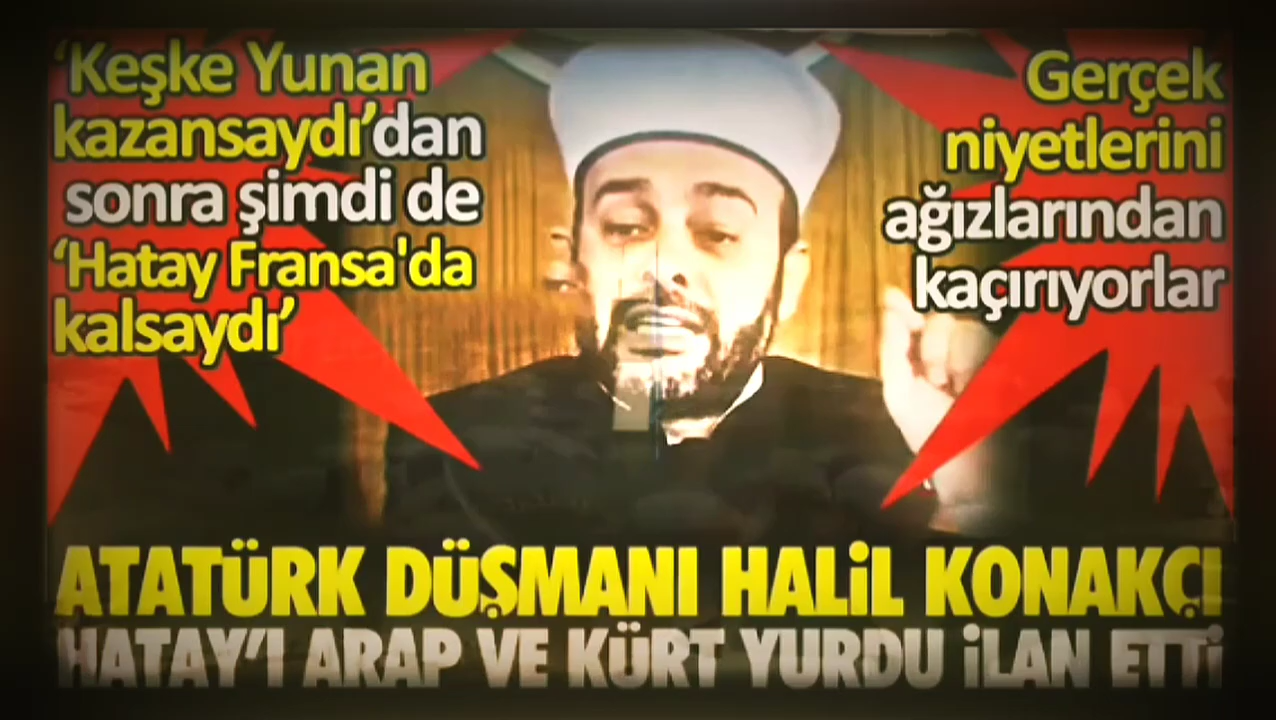 ‘Keşke Yunan
kazansaydı’dan
sonra şimdi de
‘Hatay Fransa'da
kalsaydı’
Gerçek
niyetlerini
ağızlarından
kaçırıyorlar
ATATÜRK DÜŞMANI HALİL KONAKÇI
HATAY’I ARAP VE KÜRT YURDU İLAN ETTİ